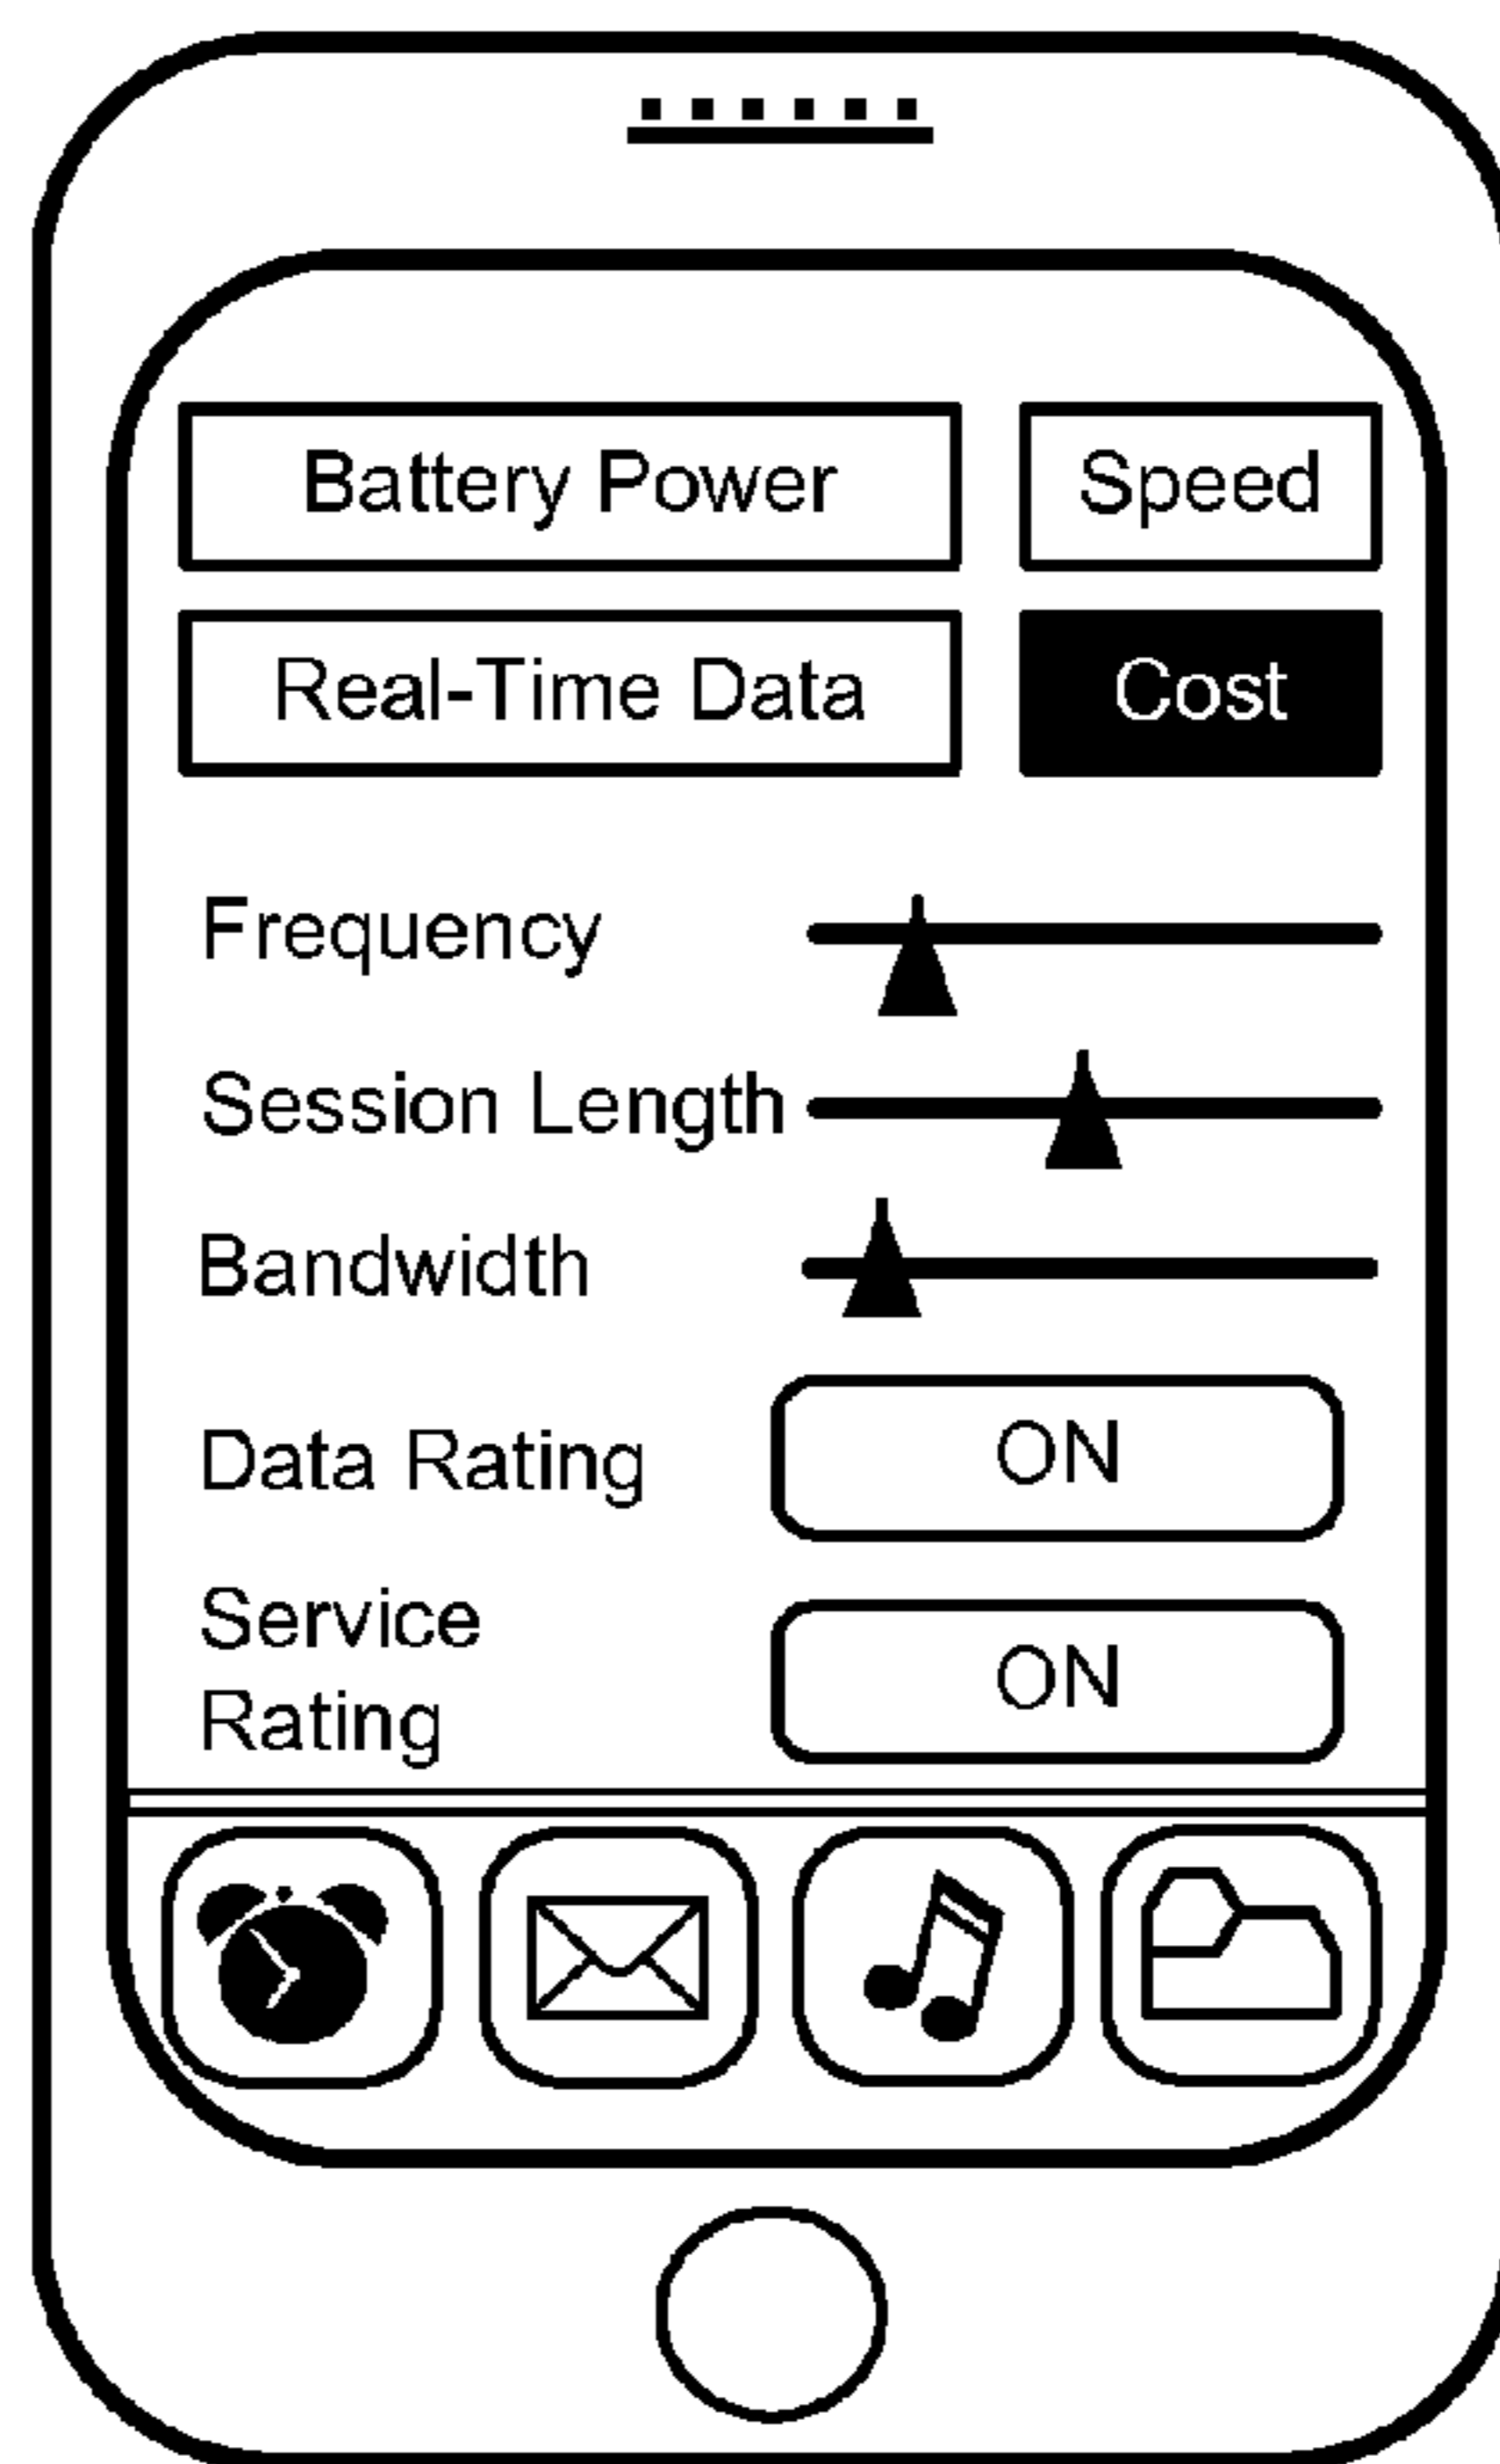 Battery Power
Speed
Real-Time Data
Cost
Frequency
Session Length
Bandwidth
Data Rating
ON
Service
Rating
ON